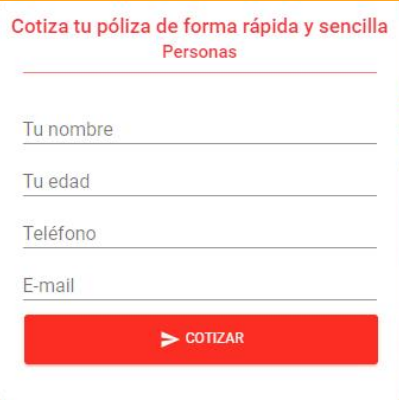 Cotiza tu póliza de forma rápida y sencilla
Personas
Tu nombre
Tu edad
Teléfono
E-mail
COTIZAR